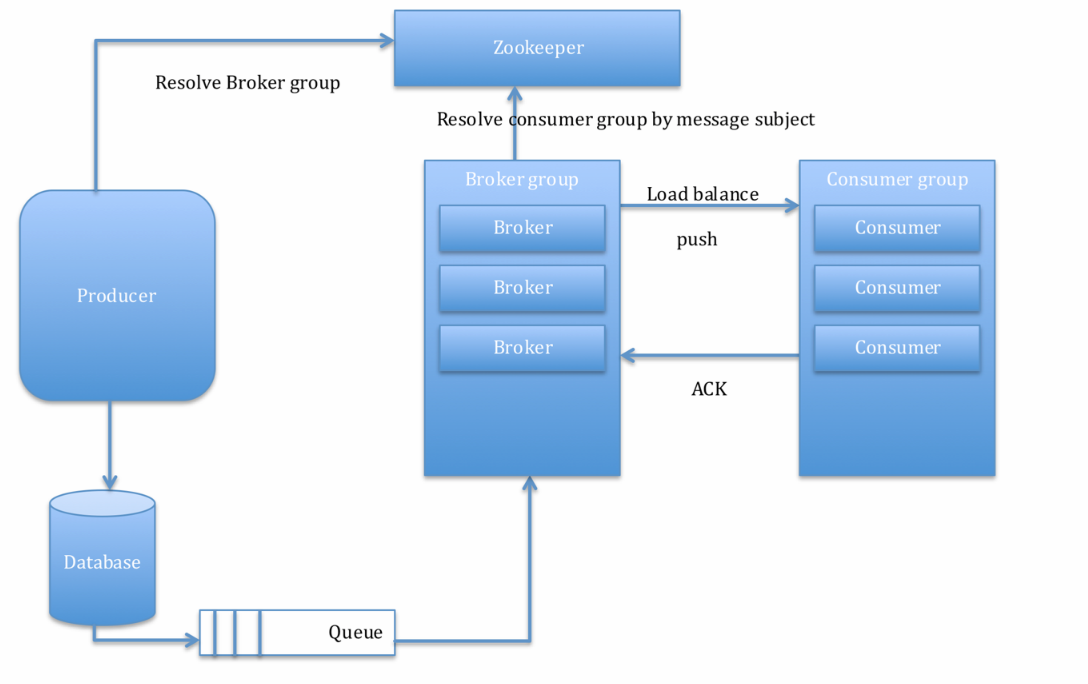 Zookeeper
Resolve Broker group
Resolve consumer group by message subject
Broker group
Load balance
Consumer group
Broker
push
Consumer
Producer
Broker
Consumer
Broker
Consumer
ACK
Database
Queue